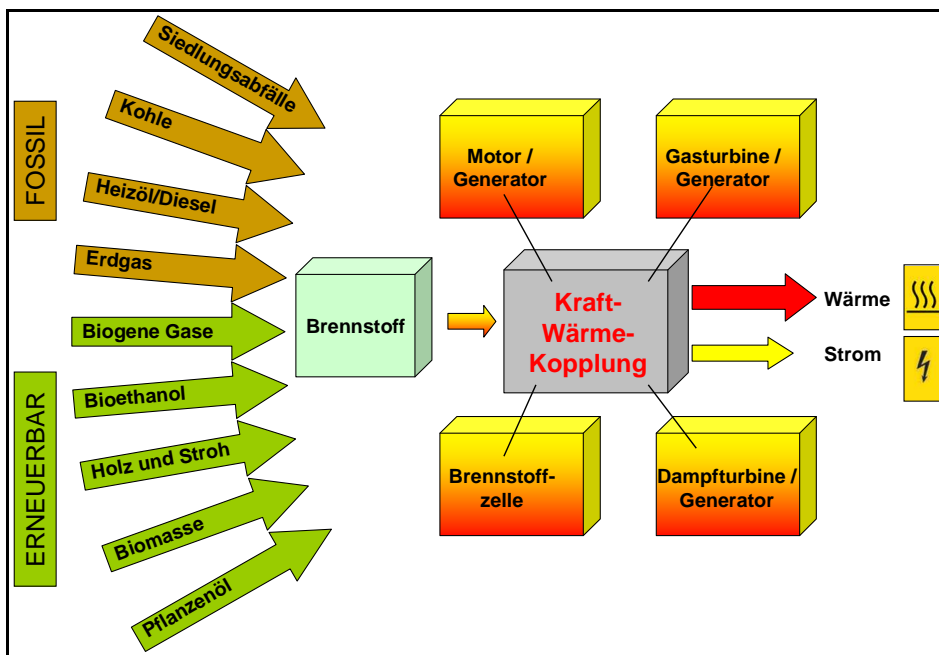 FOSSIL
Siedlungsabfälle
Kohle
Heizöl/Diesel
Erdgas
ERNEUERBAR
Biogene Gase
Bioethanol
Holz und Stroh
Biomasse
Pflanzenöl
Brennstoff
Motor /
Generator
Gasturbine /
Generator
Kraft-
Wärme-
Kopplung
Brennstoff-
zelle
Dampfturbine /
Generator
Wärme
Strom